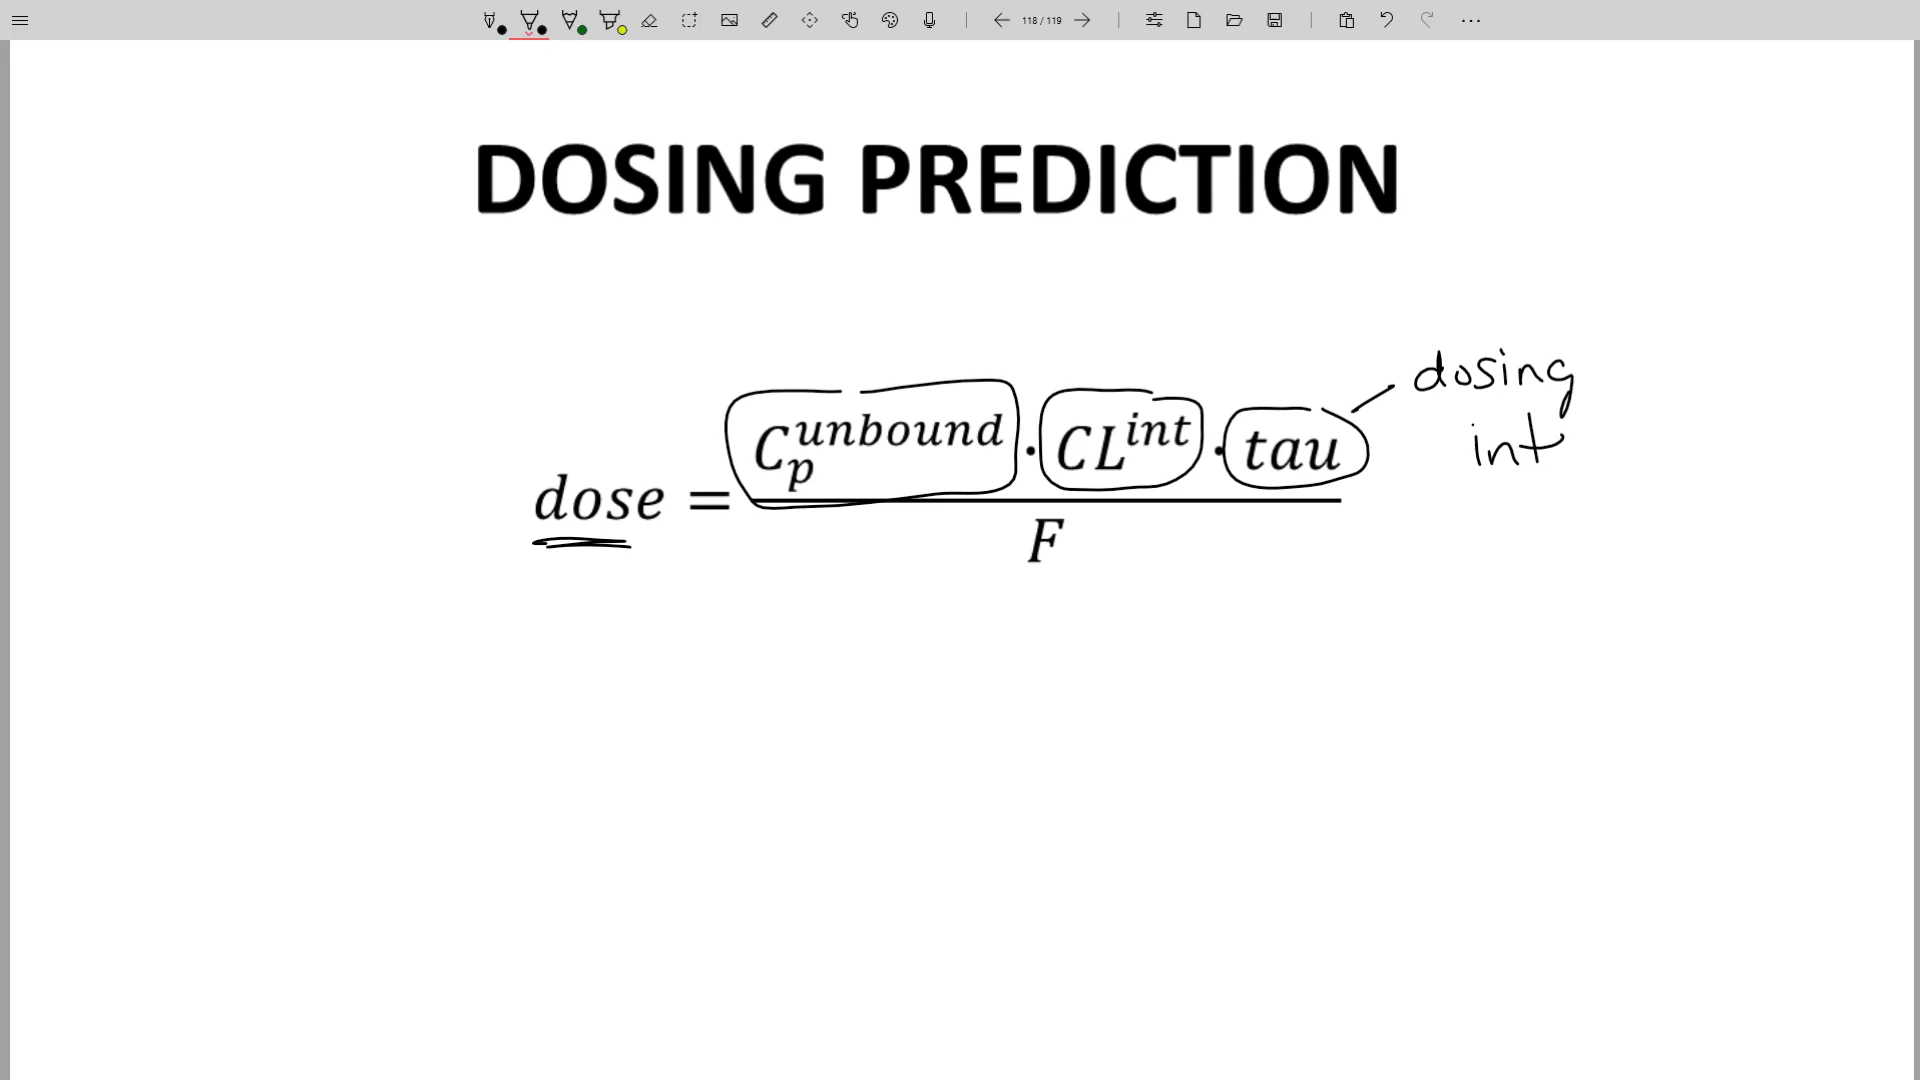 118 / 119
DOSING PREDICTION
dose = C_p^{unbound} · CL^{int} · tau / F
dosing
int